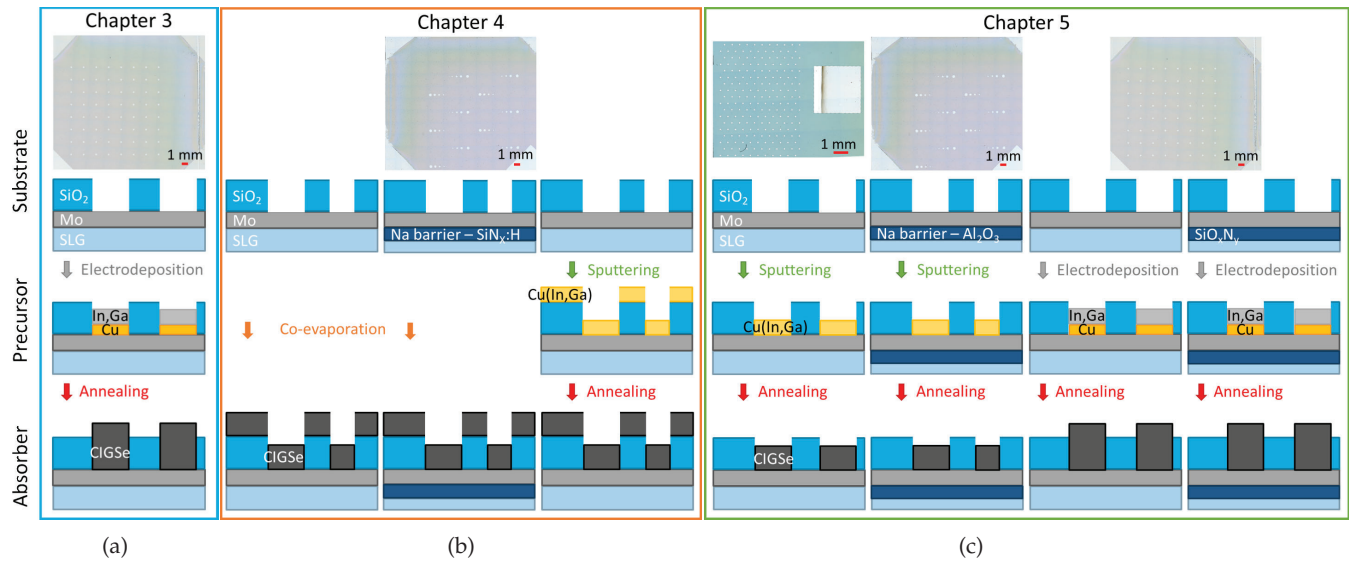 Chapter 3
Chapter 4
Chapter 5
1 mm
1 mm
1 mm
1 mm
1 mm
Substrate
SiO₂
Mo
SLG
SiO₂
Mo
SLG
Na barrier – SiNₓ:H
SiO₂
Mo
SLG
Na barrier – Al₂O₃
SiOₓNᵧ
Electrodeposition
Sputtering
Sputtering
Sputtering
Electrodeposition
Electrodeposition
Precursor
In,Ga
Cu
Co-evaporation
Cu(In,Ga)
Cu(In,Ga)
In,Ga
Cu
In,Ga
Cu
Annealing
Annealing
Annealing
Annealing
Annealing
Annealing
Absorber
CIGSe
CIGSe
CIGSe
(a)
(b)
(c)